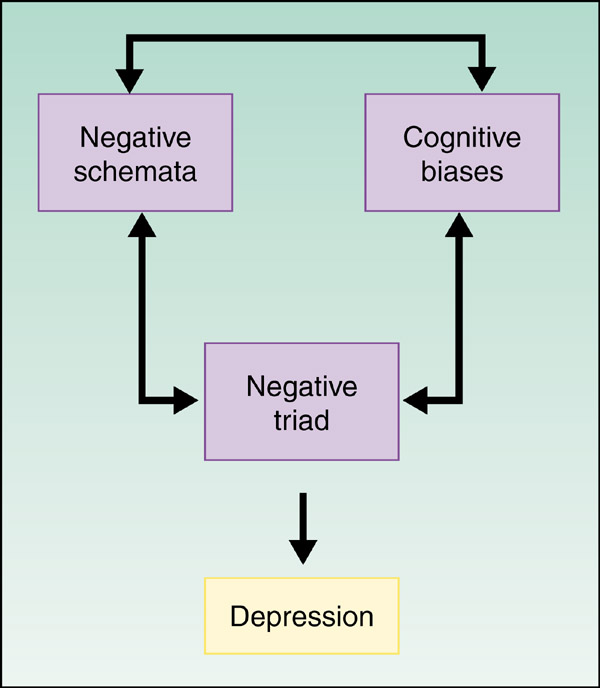 Negative
schemata
Cognitive
biases
Negative
triad
Depression